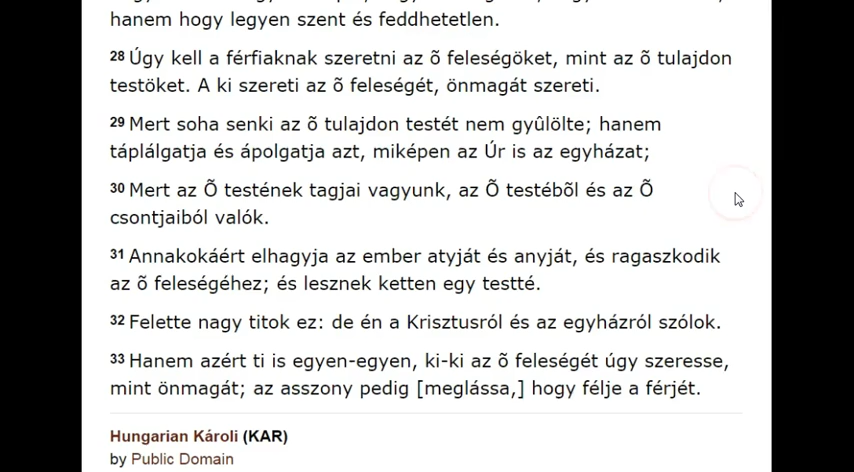 hanem hogy legyen szent és feddhetetlen.
28 Úgy kell a férfiaknak szeretni az õ feleségöket, mint az õ tulajdon
testöket. A ki szereti az õ feleségét, önmagát szereti.
29 Mert soha senki az õ tulajdon testét nem gyûlölte; hanem
táplálgatja és ápolgatja azt, miképen az Úr is az egyházat;
30 Mert az Õ testének tagjai vagyunk, az Õ testébõl és az Õ
csontjaiból valók.
31 Annakokáért elhagyja az ember atyját és anyját, és ragaszkodik
az õ feleségéhez; és lesznek ketten egy testté.
32 Felette nagy titok ez: de én a Krisztusról és az egyházról szólok.
33 Hanem azért ti is egyen-egyen, ki-ki az õ feleségét úgy szeresse,
mint önmagát; az asszony pedig [meglássa,] hogy félje a férjét.
Hungarian Károli (KAR)
by Public Domain